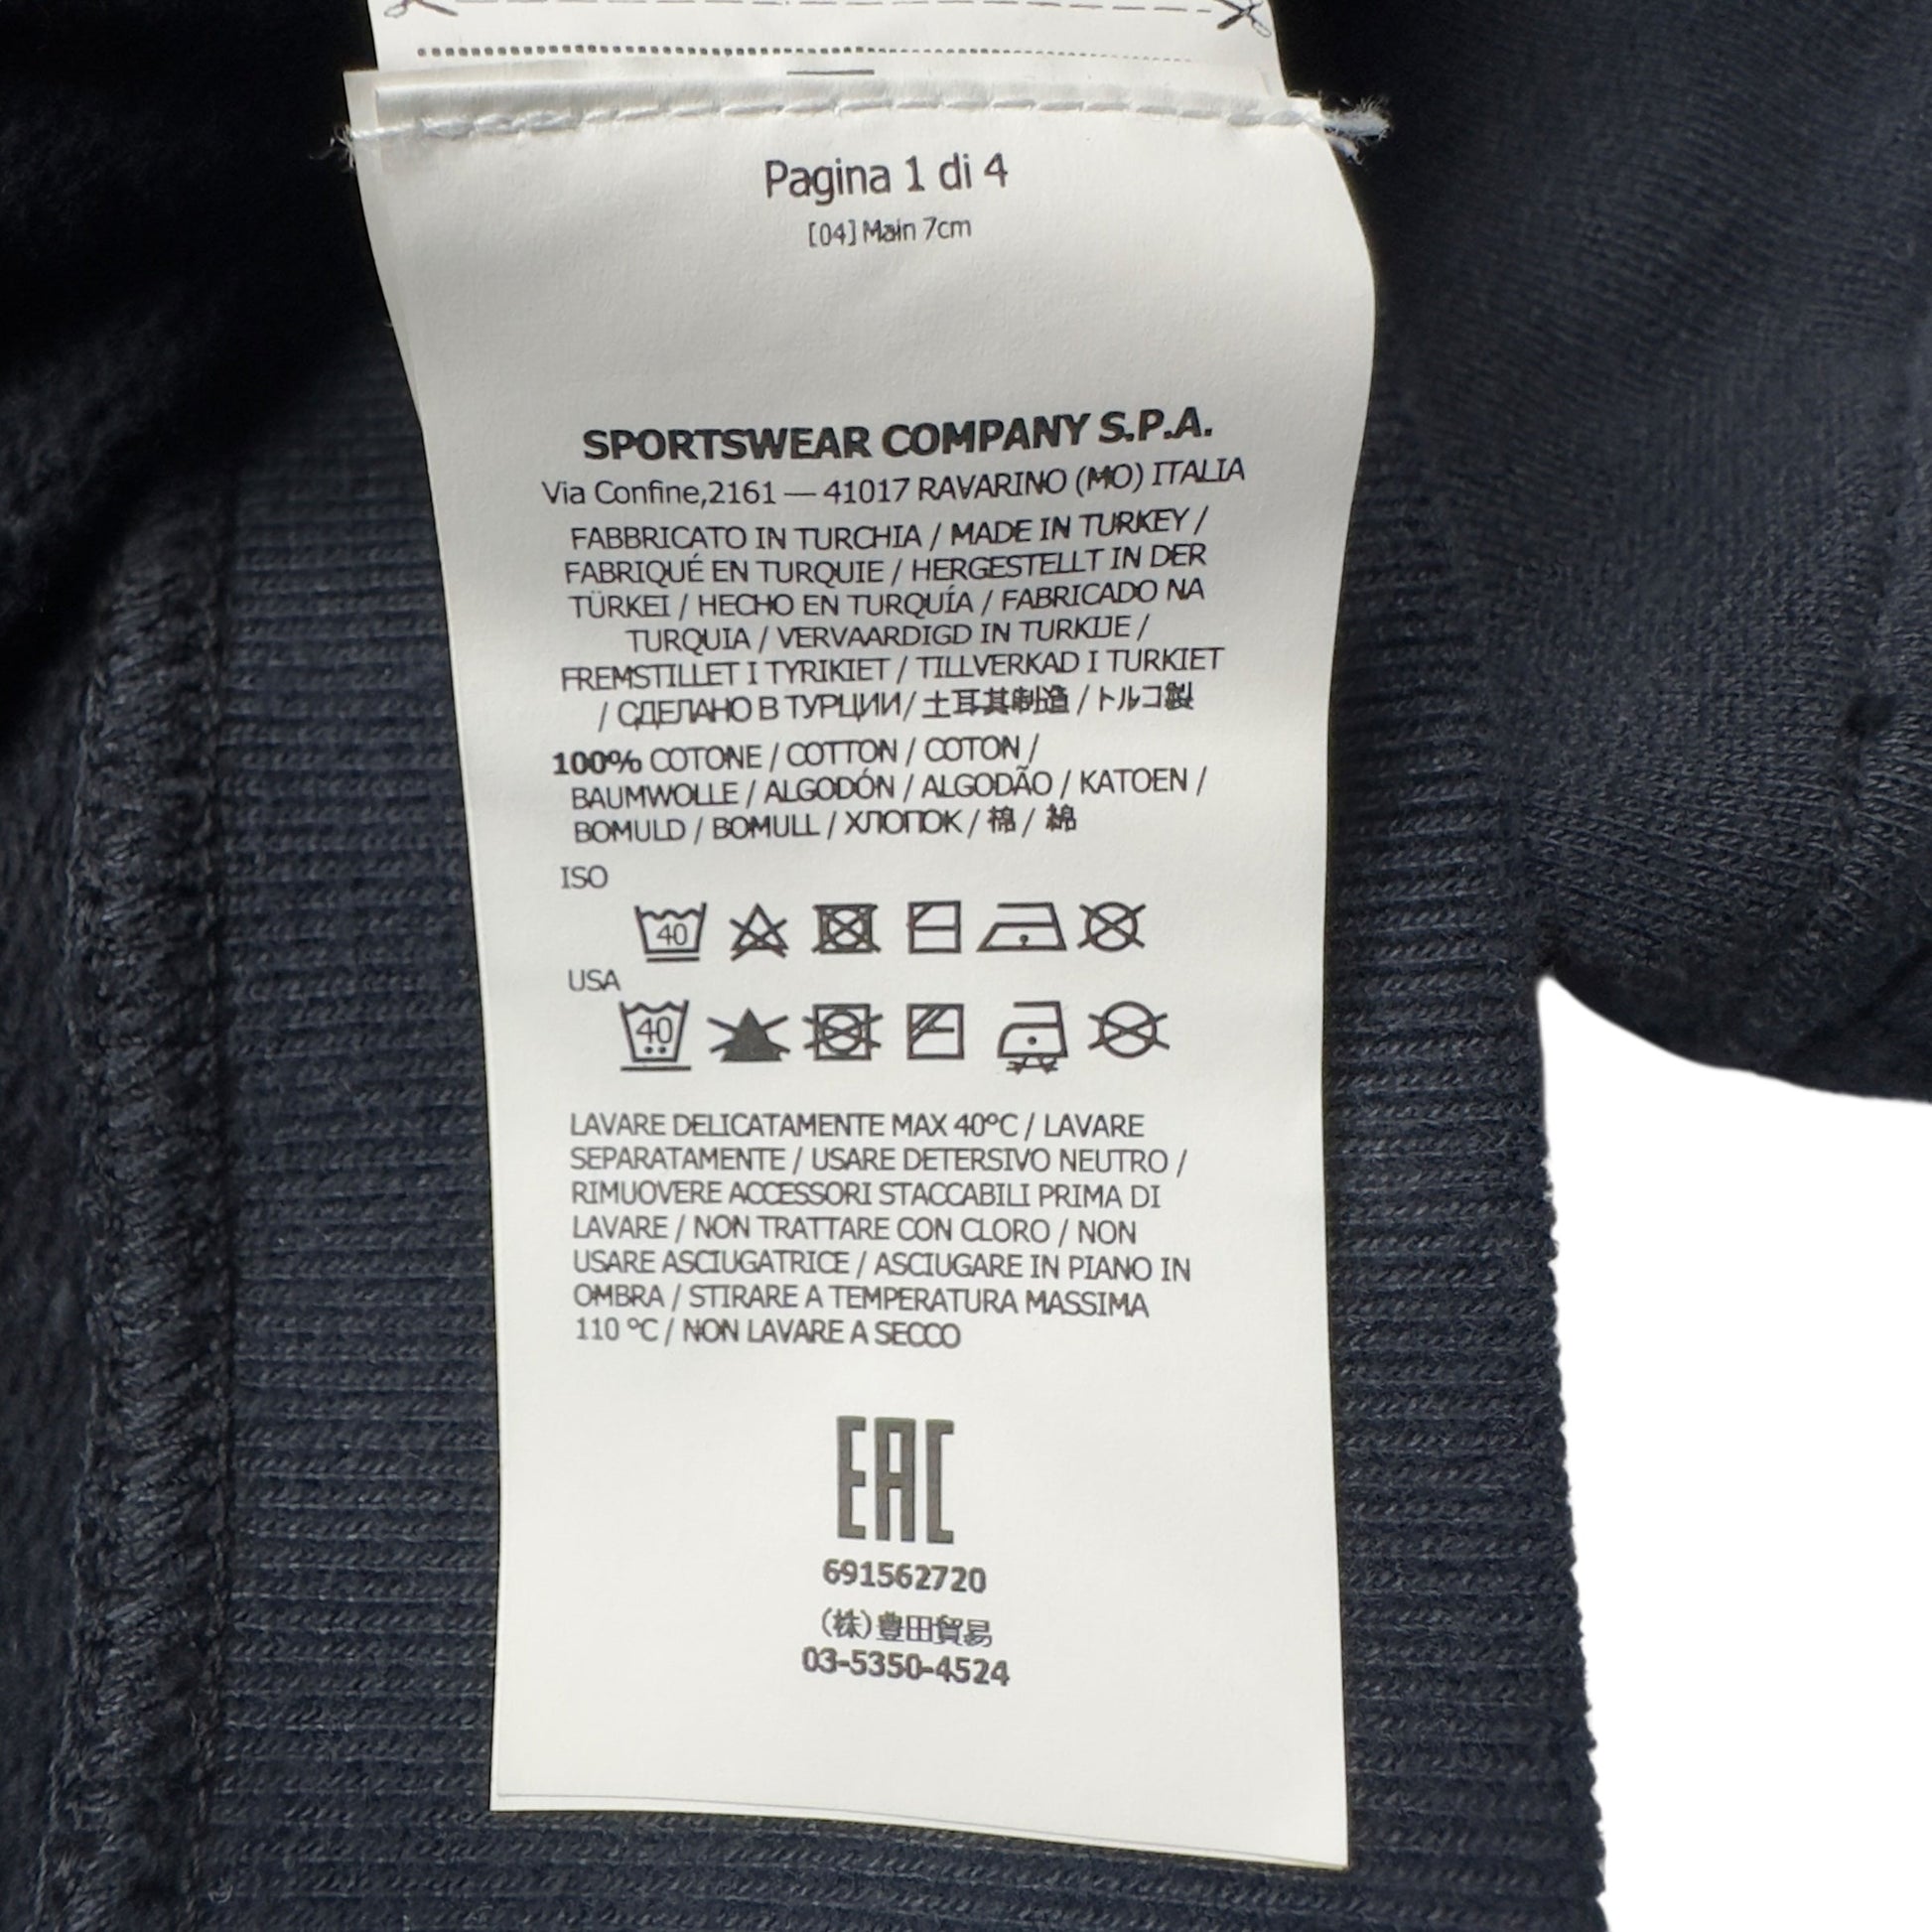 Pagina 1 di 4
[04] Main 7cm
SPORTSWEAR COMPANY S.P.A.
Via Confine,2161 — 41017 RAVARINO (MO) ITALIA
FABBRICATO IN TURCHIA / MADE IN TURKEY /
FABRIQUÉ EN TURQUIE / HERGESTELLT IN DER
TÜRKEI / HECHO EN TURQUÍA / FABRICADO NA
TURQUIA / VERVAARDIGD IN TURKIJE /
FREMSTILLET I TYRIKIET / TILLVERKAD I TURKIET
/ СДЕЛАНО В ТУРЦИИ / 土耳其制造 / トルコ製
100% COTONE / COTTON / COTON /
BAUMWOLLE / ALGODÓN / ALGODÃO / KATOEN /
BOMULD / BOMULL / ХЛОПОК / 棉 / 綿
ISO
40
USA
40
LAVARE DELICATAMENTE MAX 40°C / LAVARE
SEPARATAMENTE / USARE DETERSIVO NEUTRO /
RIMUOVERE ACCESSORI STACCABILI PRIMA DI
LAVARE / NON TRATTARE CON CLORO / NON
USARE ASCIUGATRICE / ASCIUGARE IN PIANO IN
OMBRA / STIRARE A TEMPERATURA MASSIMA
110 °C / NON LAVARE A SECCO
EAC
691562720
(株)豊田貿易
03-5350-4524